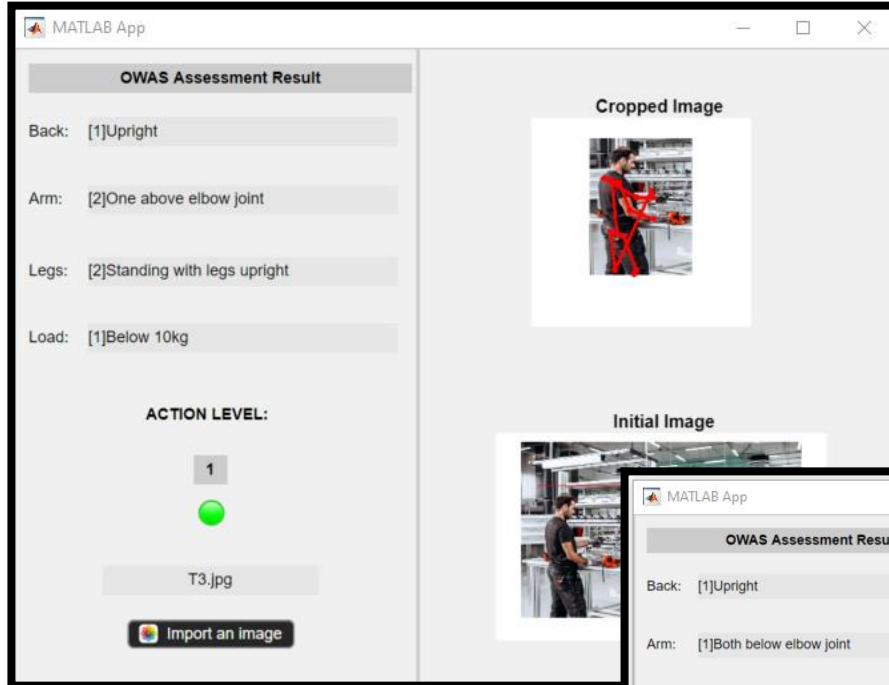 MATLAB App
OWAS Assessment Result
Back: [1]Upright
Arm: [2]One above elbow joint
Legs: [2]Standing with legs upright
Load: [1]Below 10kg
ACTION LEVEL:
1
T3.jpg
Import an image
Cropped Image
Initial Image
MATLAB App
OWAS Assessment Resu
Back: [1]Upright
Arm: [1]Both below elbow joint